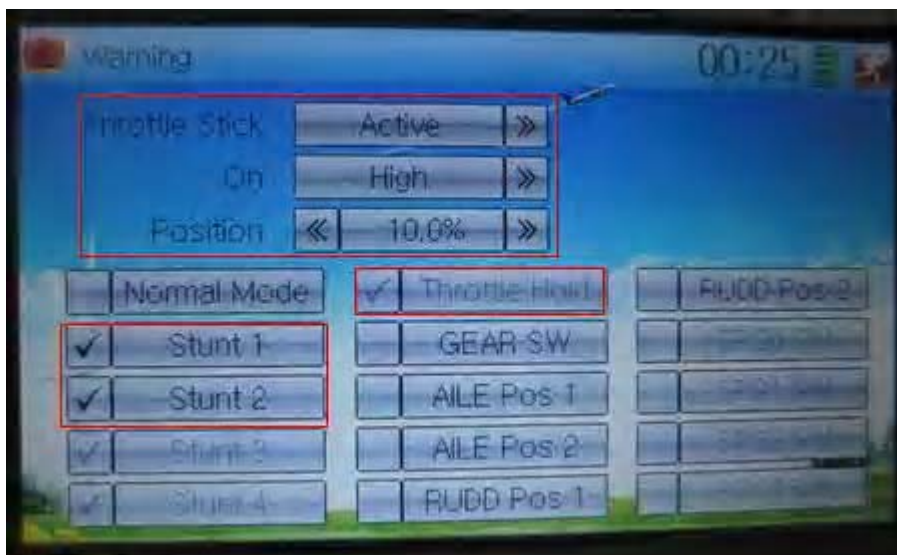 Warning 00:25
Throttle Stick Active
On High
Position 10.0%
Normal Mode Throttle Hold RUDD Pos 2
Stunt 1 GEAR SW
Stunt 2 AILE Pos 1
Stunt 3 AILE Pos 2
Stunt 4 RUDD Pos 1